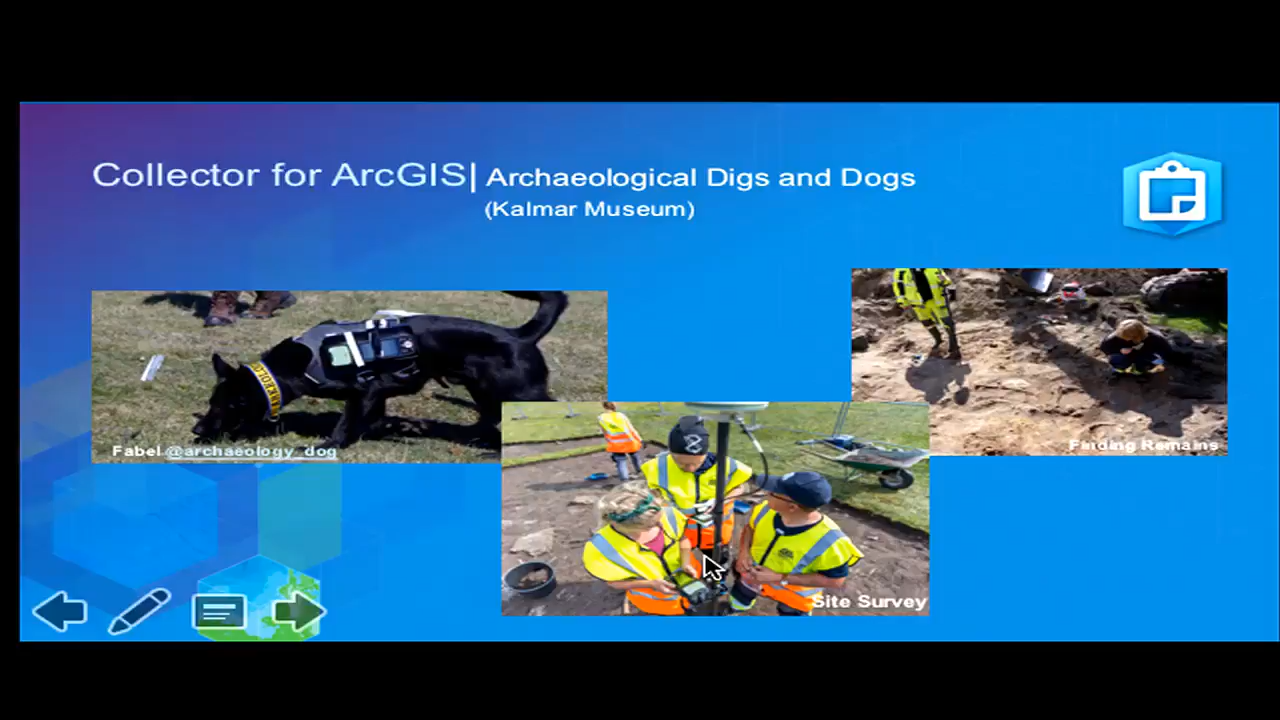 Collector for ArcGIS| Archaeological Digs and Dogs
(Kalmar Museum)
Fabel @archaeology_dog
Finding Remains
Site Survey